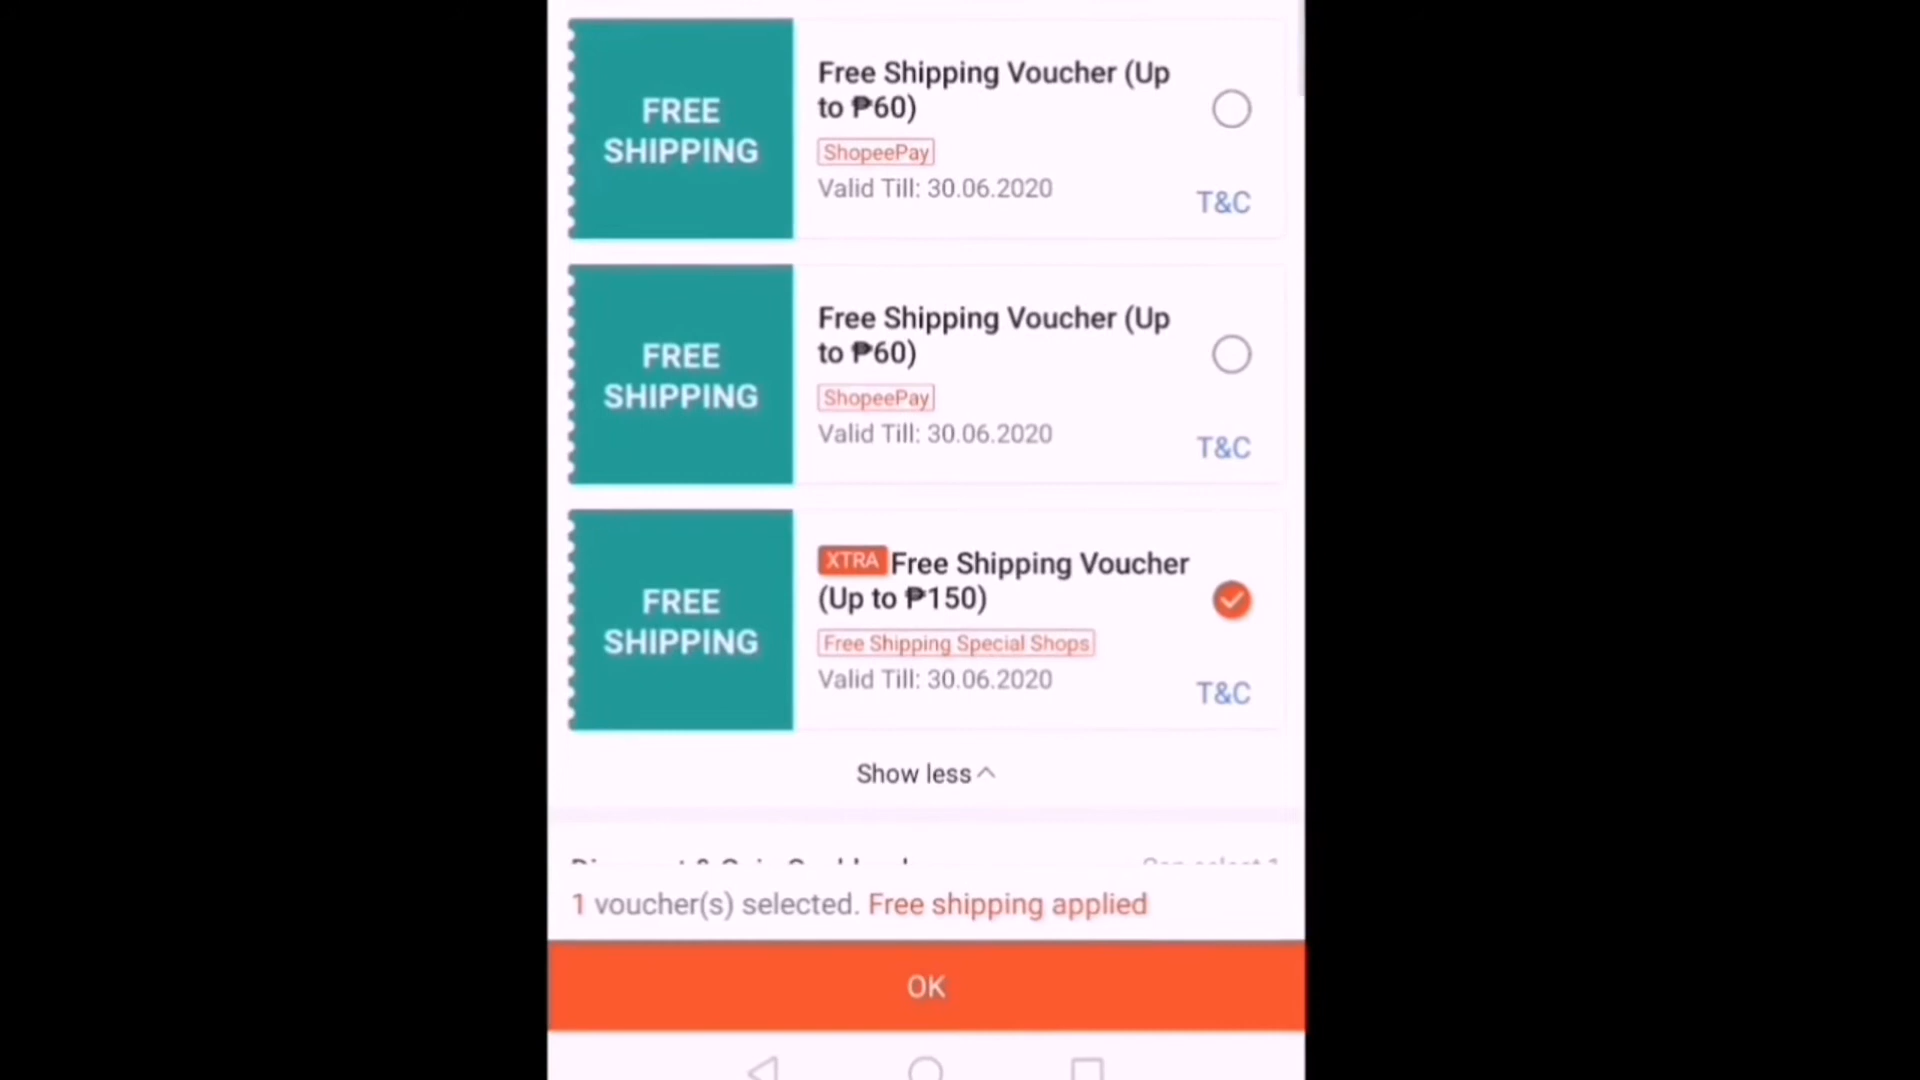 FREE
SHIPPING
Free Shipping Voucher (Up
to ₱60)
ShopeePay
Valid Till: 30.06.2020
T&C
FREE
SHIPPING
Free Shipping Voucher (Up
to ₱60)
ShopeePay
Valid Till: 30.06.2020
T&C
FREE
SHIPPING
XTRA Free Shipping Voucher
(Up to ₱150)
Free Shipping Special Shops
Valid Till: 30.06.2020
T&C
Show less
1 voucher(s) selected. Free shipping applied
OK